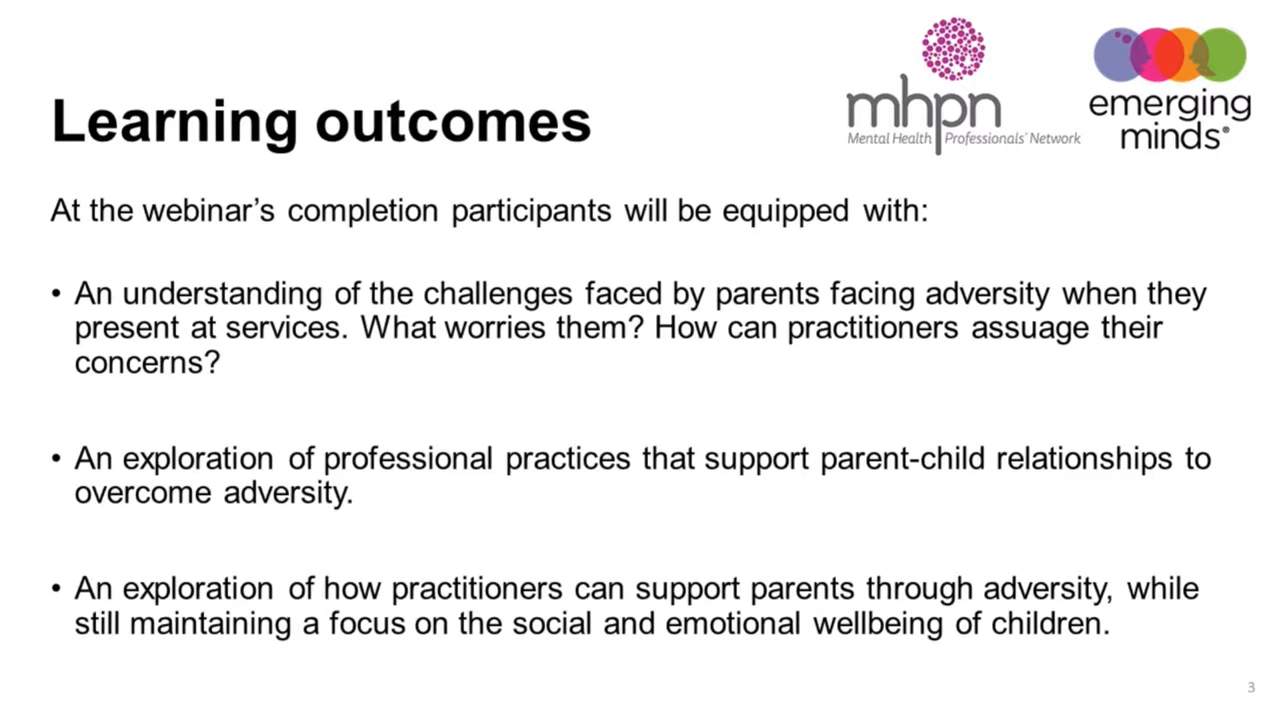 mhpn
Mental Health Professionals' Network
emerging
minds®
Learning outcomes
At the webinar’s completion participants will be equipped with:
• An understanding of the challenges faced by parents facing adversity when they
present at services. What worries them? How can practitioners assuage their
concerns?
• An exploration of professional practices that support parent-child relationships to
overcome adversity.
• An exploration of how practitioners can support parents through adversity, while
still maintaining a focus on the social and emotional wellbeing of children.
3